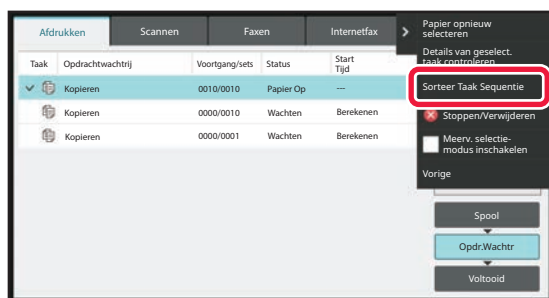 Afdrukken Scannen Faxen Internetfax
Taak Opdrachtwachtrij Voortgang/sets Status Start
Tijd
Kopieren 0010/0010 Papier Op ---
Kopieren 0000/0010 Wachten Berekenen
Kopieren 0000/0001 Wachten Berekenen
Papier opnieuw
selecteren
Details van geselect.
taak controleren
Sorteer Taak Sequentie
Stoppen/Verwijderen
Meerv. selectie-
modus inschakelen
Vorige
Spool
Opdr.Wachtr
Voltooid